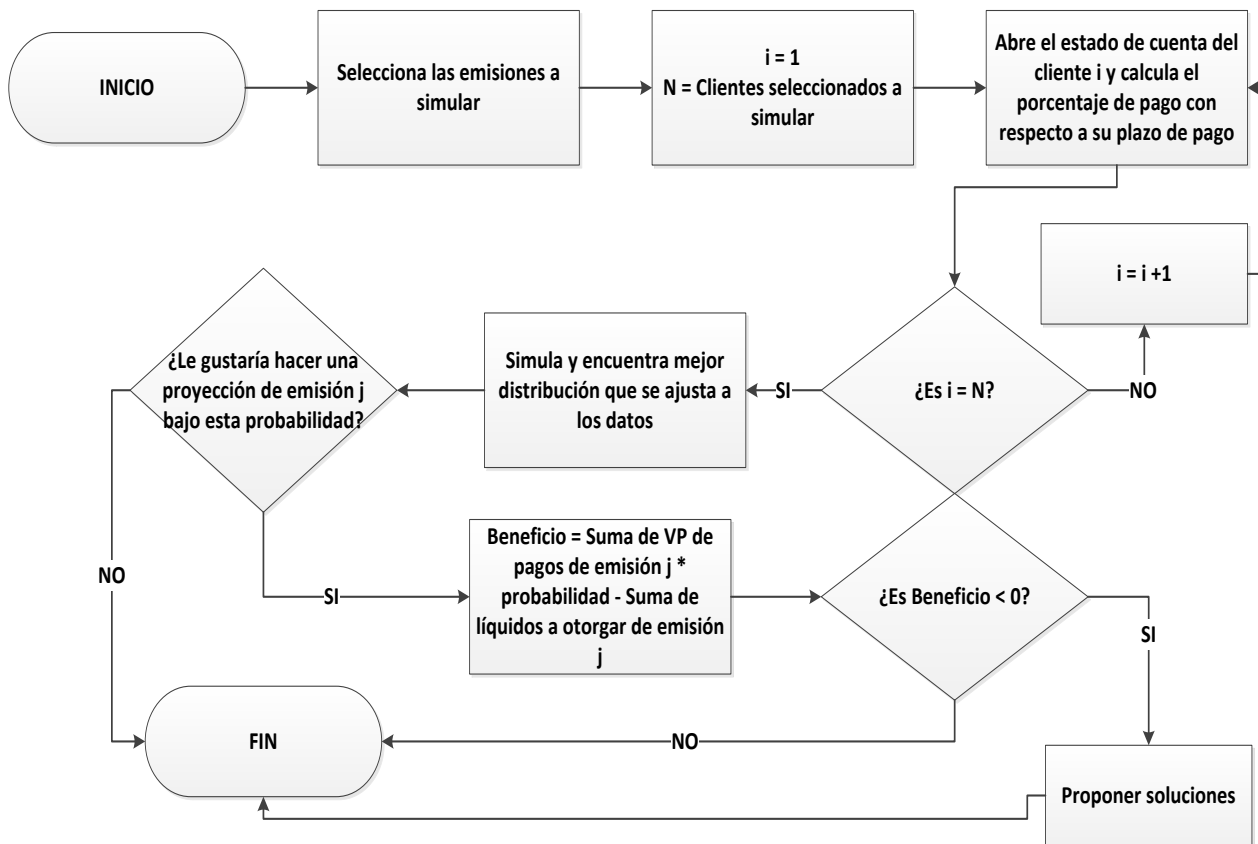 INICIO
Selecciona las emisiones a
simular
i = 1
N = Clientes seleccionados a
simular
Abre el estado de cuenta del
cliente i y calcula el
porcentaje de pago con
respecto a su plazo de pago
i = i +1
¿Es i = N?
NO
SI
Simula y encuentra mejor
distribución que se ajusta a
los datos
¿Le gustaría hacer una
proyección de emisión j
bajo esta probabilidad?
NO
SI
Beneficio = Suma de VP de
pagos de emisión j *
probabilidad - Suma de
líquidos a otorgar de emisión
j
¿Es Beneficio < 0?
SI
NO
FIN
Proponer soluciones